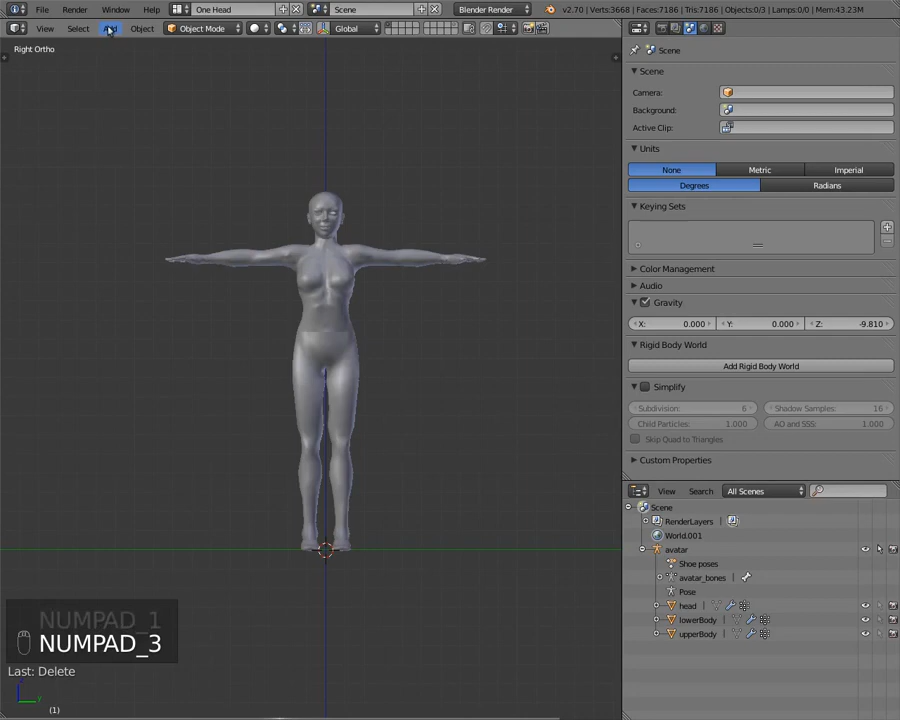 File Render Window Help One Head Scene Blender Render v2.70 | Verts:3668 | Faces:7186 | Tris:7186 | Objects:0/3 | Lamps:0/0 | Mem:43.23M
View Select Add Object Object Mode Global
Right Ortho
Scene
Scene
Camera:
Background:
Active Clip:
Units
None Metric Imperial
Degrees Radians
Keying Sets
Color Management
Audio
Gravity
X: 0.000 Y: 0.000 Z: -9.810
Rigid Body World
Add Rigid Body World
Simplify
Subdivision: 6 Shadow Samples: 16
Child Particles: 1.000 AO and SSS: 1.000
Skip Quad to Triangles
Custom Properties
View Search All Scenes
Scene
RenderLayers
World.001
avatar
Shoe poses
avatar_bones
Pose
head
lowerBody
upperBody
NUMPAD_1
NUMPAD_3
Last: Delete
(1)